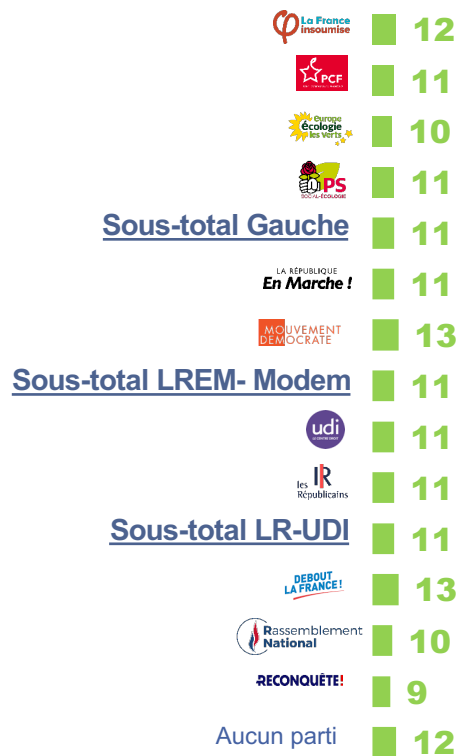 La France
insoumise
12
PCF
11
europe
écologie
les verts
10
PS
SOCIAL-ÉCOLOGIE
11
Sous-total Gauche 11
LA RÉPUBLIQUE
En Marche !
11
MOUVEMENT
DEMOCRATE
13
Sous-total LREM- Modem 11
udi
11
les R
Républicains
11
Sous-total LR-UDI 11
DEBOUT
LA FRANCE !
13
Rassemblement
National
10
RECONQUÊTE!
9
Aucun parti 12